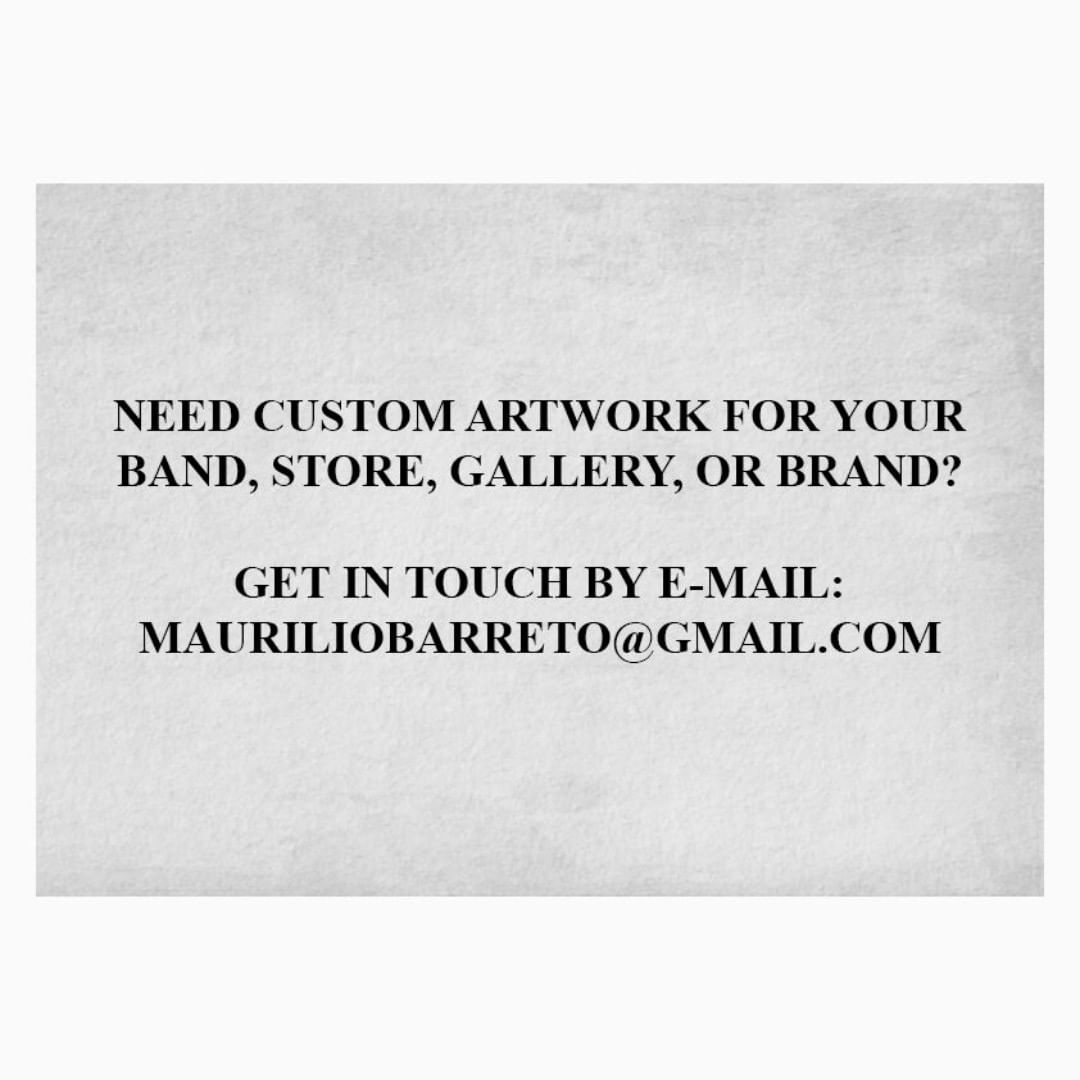 NEED CUSTOM ARTWORK FOR YOUR
BAND, STORE, GALLERY, OR BRAND?
GET IN TOUCH BY E-MAIL:
MAURILIOBARRETO@GMAIL.COM